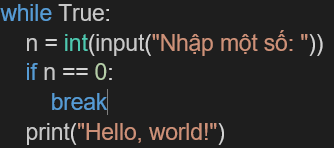 while True:
    n = int(input("Nhập một số: "))
    if n == 0:
        break
    print("Hello, world!")